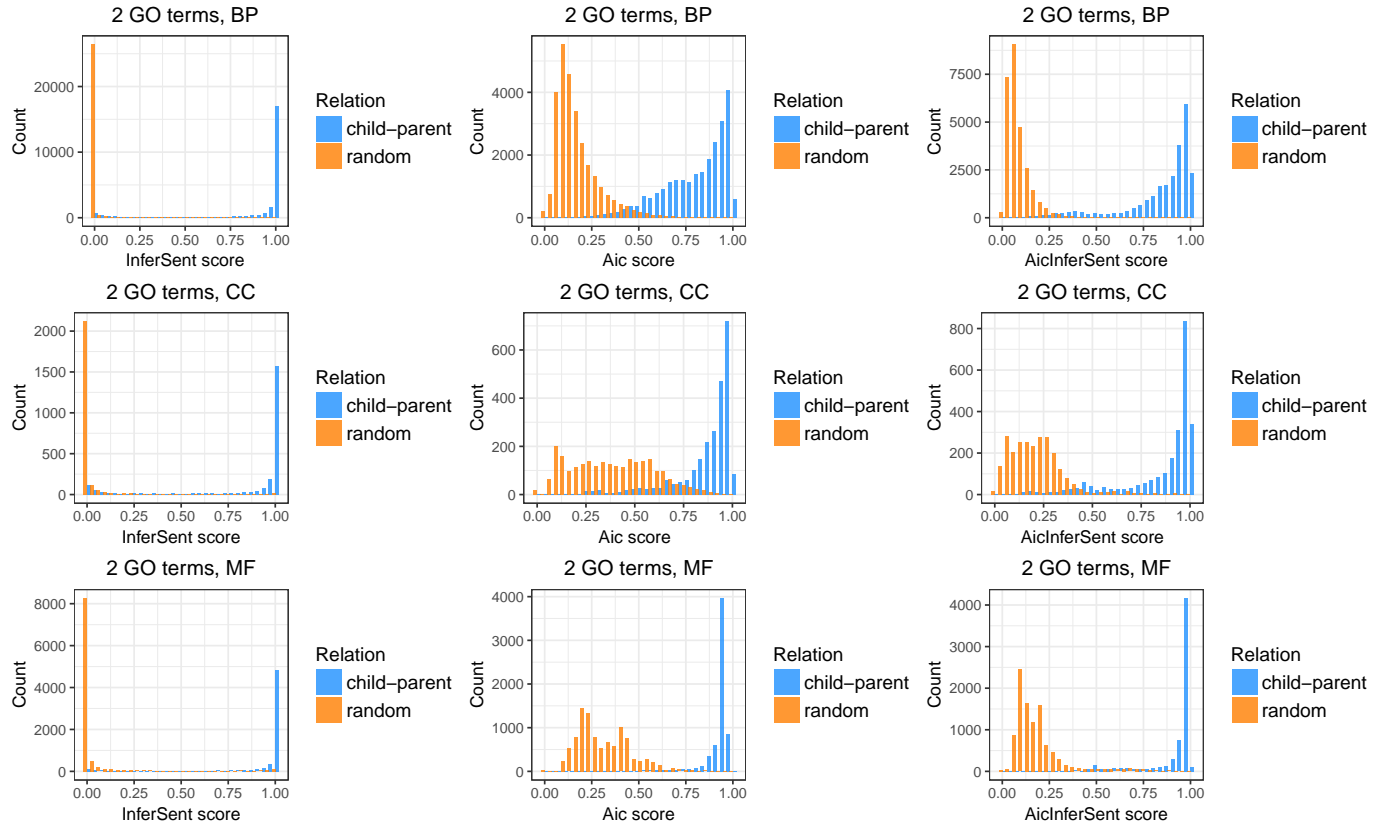 2 GO terms, BP
Count
20000
10000
0
0.00 0.25 0.50 0.75 1.00
InferSent score
Relation
child−parent
random
2 GO terms, BP
Count
4000
2000
0
0.00 0.25 0.50 0.75 1.00
Aic score
Relation
child−parent
random
2 GO terms, BP
Count
7500
5000
2500
0
0.00 0.25 0.50 0.75 1.00
AicInferSent score
Relation
child−parent
random
2 GO terms, CC
Count
2000
1500
1000
500
0
0.00 0.25 0.50 0.75 1.00
InferSent score
Relation
child−parent
random
2 GO terms, CC
Count
600
400
200
0
0.00 0.25 0.50 0.75 1.00
Aic score
Relation
child−parent
random
2 GO terms, CC
Count
800
600
400
200
0
0.00 0.25 0.50 0.75 1.00
AicInferSent score
Relation
child−parent
random
2 GO terms, MF
Count
8000
6000
4000
2000
0
0.00 0.25 0.50 0.75 1.00
InferSent score
Relation
child−parent
random
2 GO terms, MF
Count
4000
3000
2000
1000
0
0.00 0.25 0.50 0.75 1.00
Aic score
Relation
child−parent
random
2 GO terms, MF
Count
4000
3000
2000
1000
0
0.00 0.25 0.50 0.75 1.00
AicInferSent score
Relation
child−parent
random